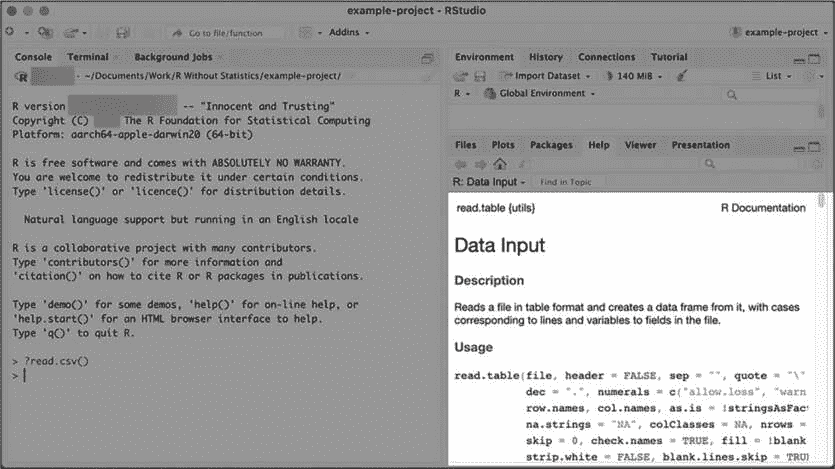 example-project - RStudio
Go to file/function
Addins
example-project
Console Terminal Background Jobs
R - ~/Documents/Work/R Without Statistics/example-project/
R version -- "Innocent and Trusting"
Copyright (C) The R Foundation for Statistical Computing
Platform: aarch64-apple-darwin20 (64-bit)
R is free software and comes with ABSOLUTELY NO WARRANTY.
You are welcome to redistribute it under certain conditions.
Type 'license()' or 'licence()' for distribution details.
Natural language support but running in an English locale
R is a collaborative project with many contributors.
Type 'contributors()' for more information and
'citation()' on how to cite R or R packages in publications.
Type 'demo()' for some demos, 'help()' for on-line help, or
'help.start()' for an HTML browser interface to help.
Type 'q()' to quit R.
> ?read.csv()
>
Environment History Connections Tutorial
Import Dataset 140 MiB List
R Global Environment
Files Plots Packages Help Viewer Presentation
R: Data Input Find in Topic
read.table {utils} R Documentation
Data Input
Description
Reads a file in table format and creates a data frame from it, with cases
corresponding to lines and variables to fields in the file.
Usage
read.table(file, header = FALSE, sep = "", quote = "\"
dec = ".", numerals = c("allow.loss", "warn
row.names, col.names, as.is = !stringsAsFac
na.strings = "NA", colClasses = NA, nrows =
skip = 0, check.names = TRUE, fill = !blank
strip.white = FALSE, blank.lines.skip = TRU